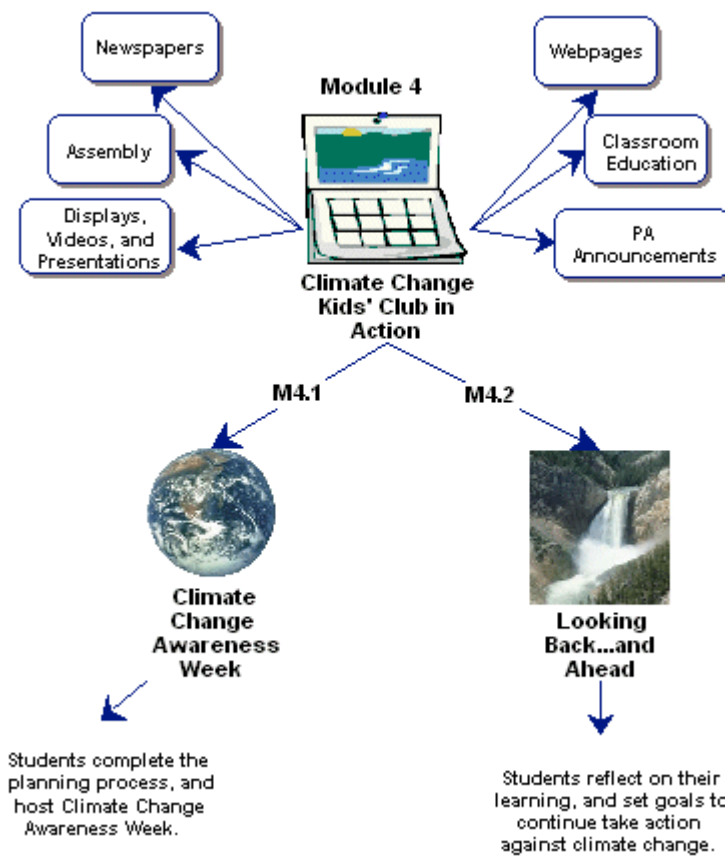 Newspapers
Webpages
Module 4
Assembly
Classroom
Education
Displays,
Videos, and
Presentations
PA
Announcements
Climate Change
Kids' Club in
Action
M4.1
M4.2
Climate
Change
Awareness
Week
Looking
Back...and
Ahead
Students complete the
planning process, and
host Climate Change
Awareness Week.
Students reflect on their
learning, and set goals to
continue take action
against climate change.